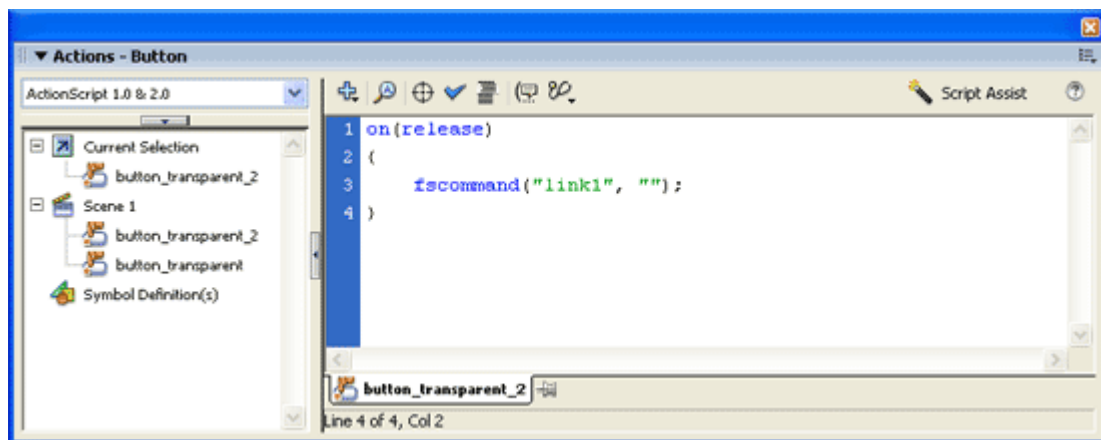 Actions - Button
ActionScript 1.0 & 2.0
Script Assist
Current Selection
button_transparent_2
Scene 1
button_transparent_2
button_transparent
Symbol Definition(s)
1 on(release)
2 {
3 fscommand("link1", "");
4 }
button_transparent_2
Line 4 of 4, Col 2